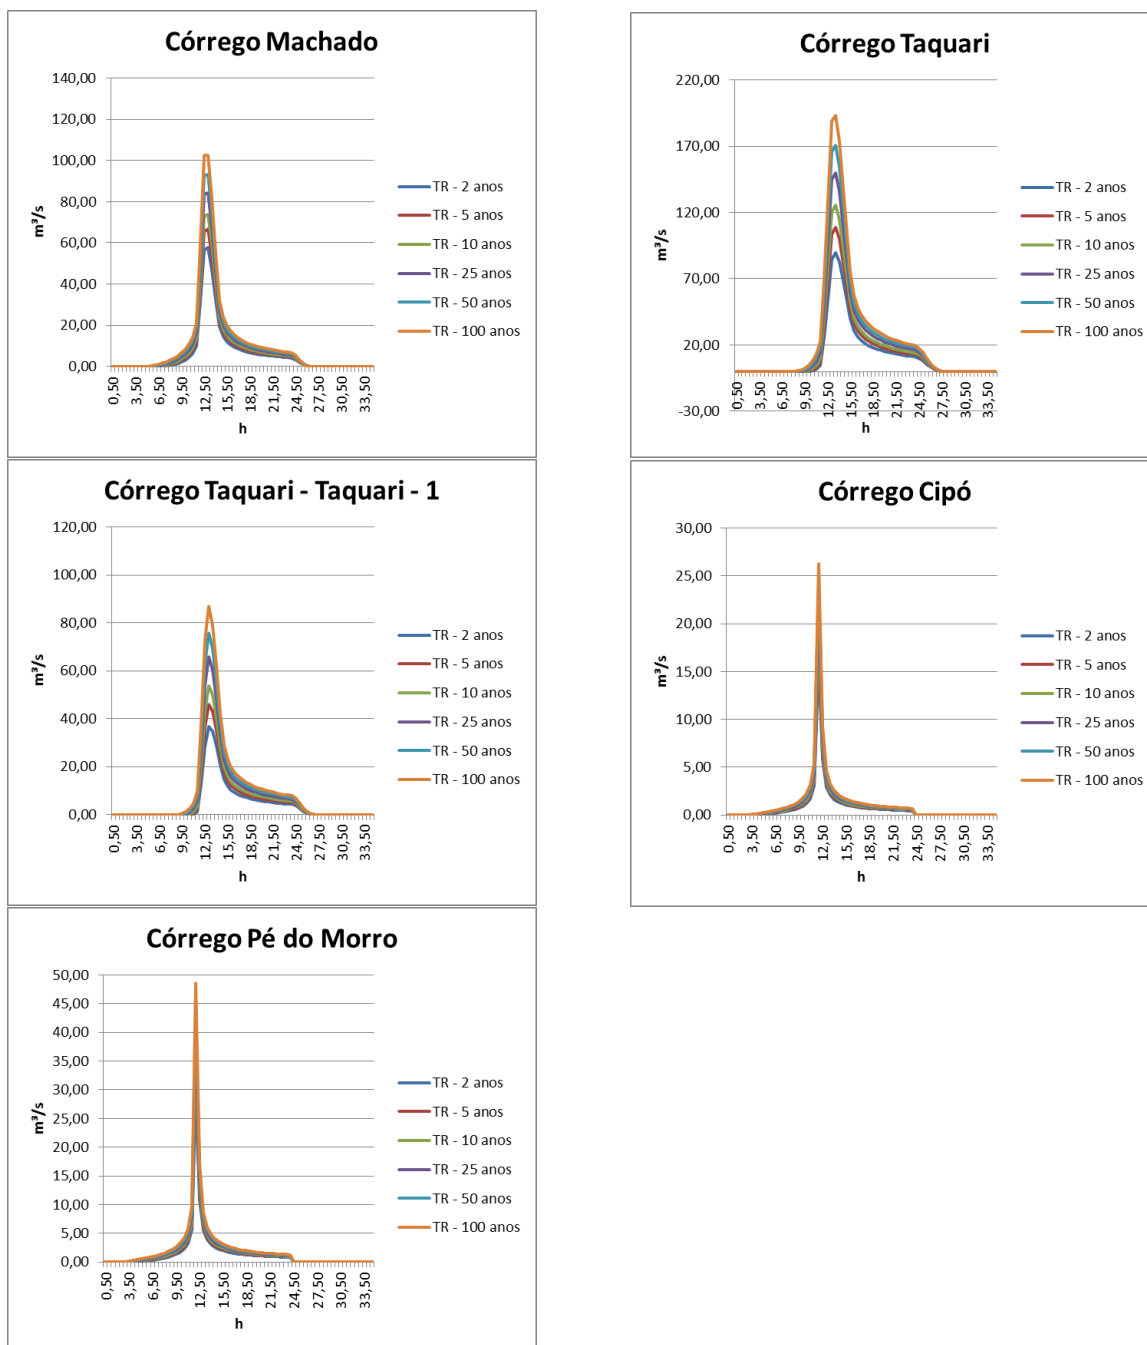 Córrego Machado
140,00
120,00
100,00
80,00
60,00
40,00
20,00
0,00
m³/s
0,50 3,50 6,50 9,50 12,50 15,50 18,50 21,50 24,50 27,50 30,50 33,50
h
TR - 2 anos
TR - 5 anos
TR - 10 anos
TR - 25 anos
TR - 50 anos
TR - 100 anos
Córrego Taquari
220,00
170,00
120,00
70,00
20,00
-30,00
m³/s
0,50 3,50 6,50 9,50 12,50 15,50 18,50 21,50 24,50 27,50 30,50 33,50
h
TR - 2 anos
TR - 5 anos
TR - 10 anos
TR - 25 anos
TR - 50 anos
TR - 100 anos
Córrego Taquari - Taquari - 1
120,00
100,00
80,00
60,00
40,00
20,00
0,00
m³/s
0,50 3,50 6,50 9,50 12,50 15,50 18,50 21,50 24,50 27,50 30,50 33,50
h
TR - 2 anos
TR - 5 anos
TR - 10 anos
TR - 25 anos
TR - 50 anos
TR - 100 anos
Córrego Cipó
30,00
25,00
20,00
15,00
10,00
5,00
0,00
m³/s
0,50 3,50 6,50 9,50 12,50 15,50 18,50 21,50 24,50 27,50 30,50 33,50
h
TR - 2 anos
TR - 5 anos
TR - 10 anos
TR - 25 anos
TR - 50 anos
TR - 100 anos
Córrego Pé do Morro
50,00
45,00
40,00
35,00
30,00
25,00
20,00
15,00
10,00
5,00
0,00
m³/s
0,50 3,50 6,50 9,50 12,50 15,50 18,50 21,50 24,50 27,50 30,50 33,50
h
TR - 2 anos
TR - 5 anos
TR - 10 anos
TR - 25 anos
TR - 50 anos
TR - 100 anos